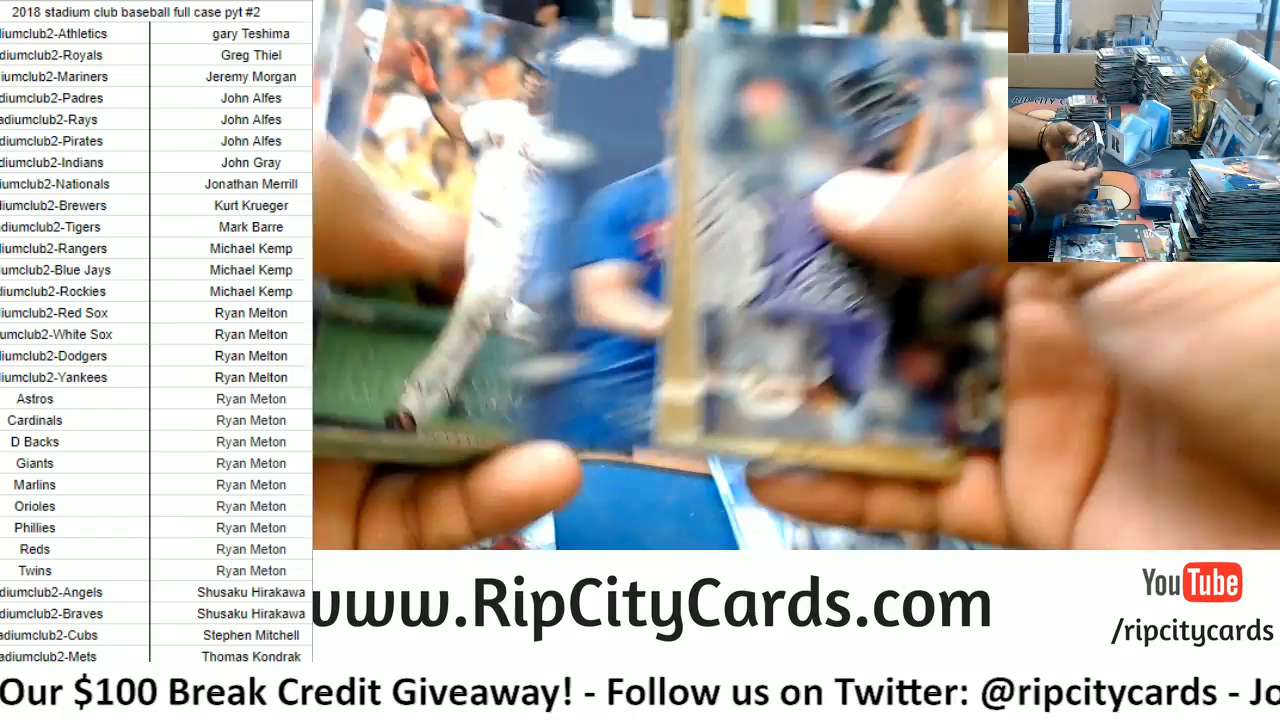 2018 stadium club baseball full case pyt #2
diumclub2-Athletics gary Teshima
diumclub2-Royals Greg Thiel
diumclub2-Mariners Jeremy Morgan
diumclub2-Padres John Alfes
adiumclub2-Rays John Alfes
diumclub2-Pirates John Alfes
diumclub2-Indians John Gray
iumclub2-Nationals Jonathan Merrill
diumclub2-Brewers Kurt Krueger
adiumclub2-Tigers Mark Barre
diumclub2-Rangers Michael Kemp
iumclub2-Blue Jays Michael Kemp
diumclub2-Rockies Michael Kemp
diumclub2-Red Sox Ryan Melton
umclub2-White Sox Ryan Melton
iumclub2-Dodgers Ryan Melton
iumclub2-Yankees Ryan Melton
Astros Ryan Meton
Cardinals Ryan Meton
D Backs Ryan Meton
Giants Ryan Meton
Marlins Ryan Meton
Orioles Ryan Meton
Phillies Ryan Meton
Reds Ryan Meton
Twins Ryan Meton
diumclub2-Angels Shusaku Hirakawa
diumclub2-Braves Shusaku Hirakawa
adiumclub2-Cubs Stephen Mitchell
adiumclub2-Mets Thomas Kondrak
RIP CITY
www.RipCityCards.com
YouTube
/ripcitycards
Our $100 Break Credit Giveaway! - Follow us on Twitter: @ripcitycards - Jo